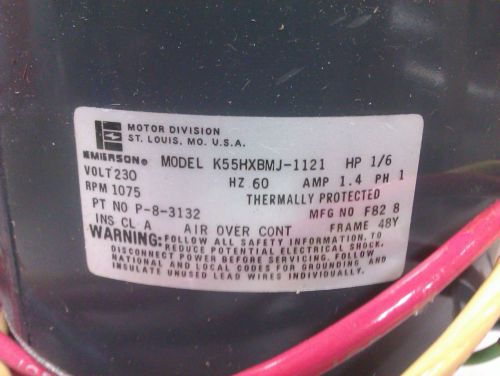 MOTOR DIVISION
ST. LOUIS, MO. U.S.A.
EMERSON® MODEL K55HXBMJ-1121 HP 1/6
VOLT 230 HZ 60 AMP 1.4 PH 1
RPM 1075 THERMALLY PROTECTED
PT NO P-8-3132 MFG NO F82 8
INS CL A AIR OVER CONT FRAME 48Y
WARNING: FOLLOW ALL SAFETY INFORMATION, TO
REDUCE POTENTIAL ELECTRICAL SHOCK.
DISCONNECT POWER BEFORE SERVICING. FOLLOW
NATIONAL AND LOCAL CODES FOR GROUNDING AND
INSULATE UNUSED LEAD WIRES INDIVIDUALLY.